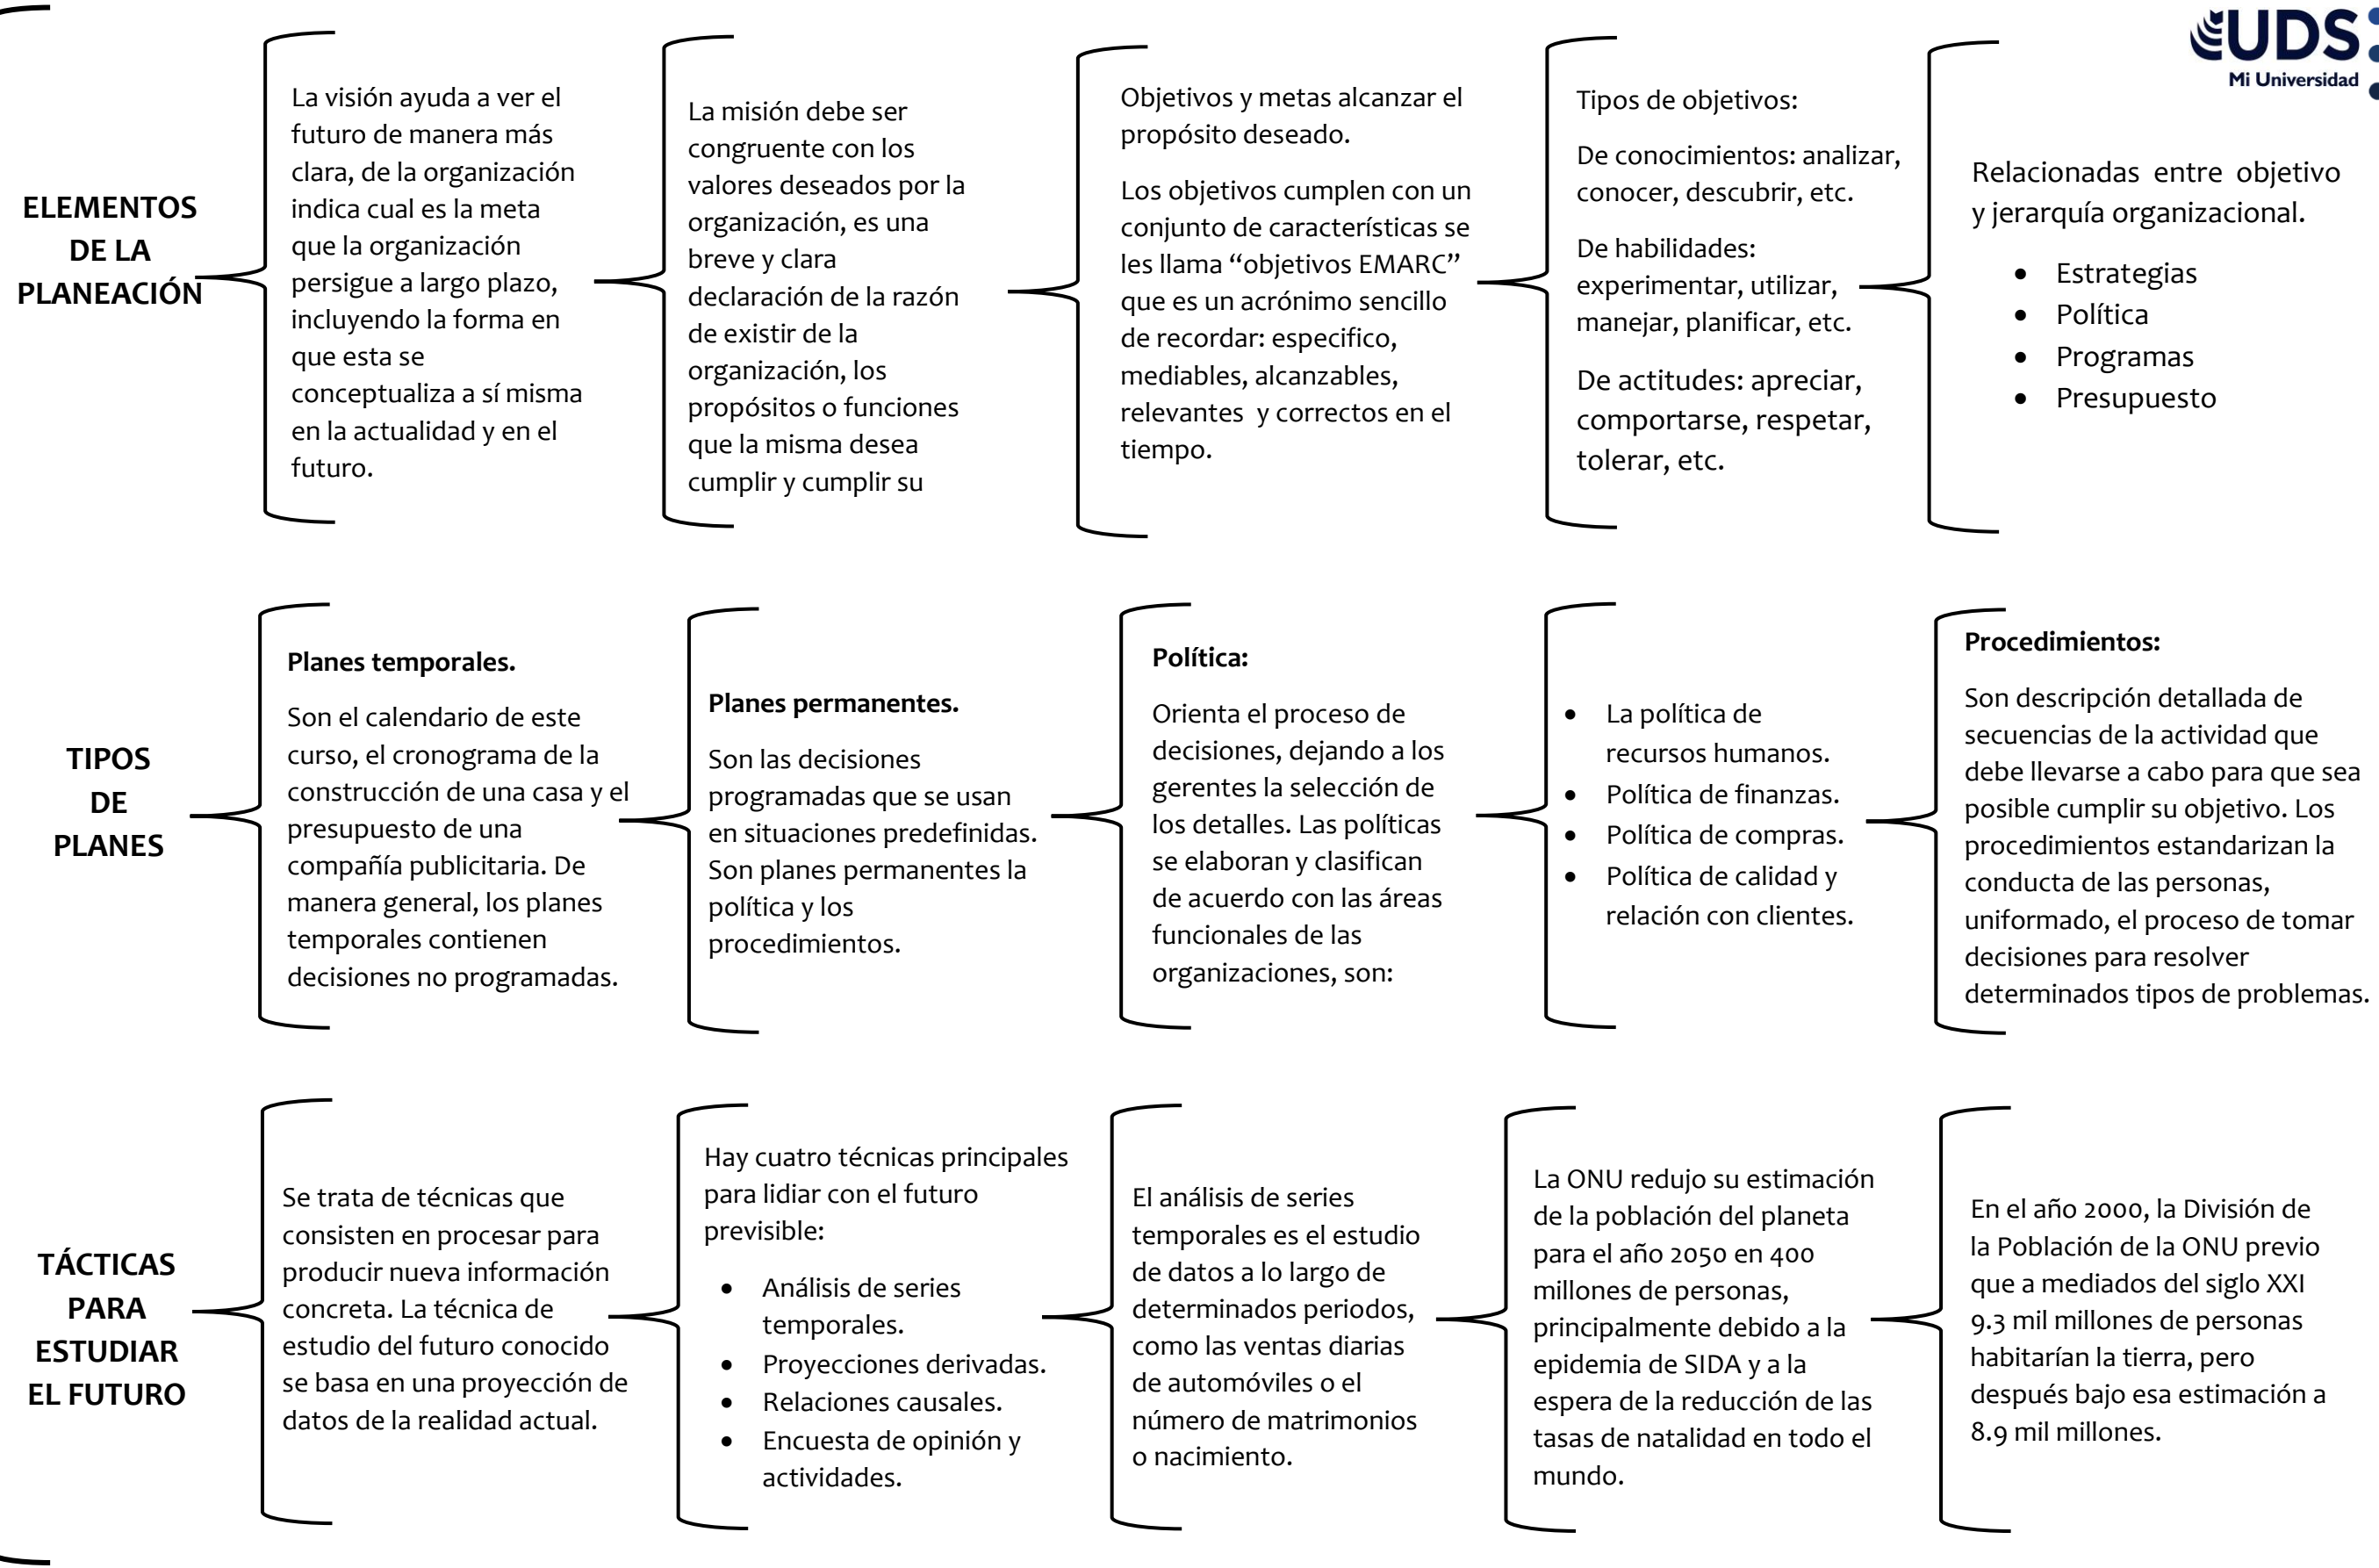 UDS
Mi Universidad
ELEMENTOS
DE LA
PLANEACIÓN
La visión ayuda a ver el
futuro de manera más
clara, de la organización
indica cual es la meta
que la organización
persigue a largo plazo,
incluyendo la forma en
que esta se
conceptualiza a sí misma
en la actualidad y en el
futuro.
La misión debe ser
congruente con los
valores deseados por la
organización, es una
breve y clara
declaración de la razón
de existir de la
organización, los
propósitos o funciones
que la misma desea
cumplir y cumplir su
Objetivos y metas alcanzar el
propósito deseado.
Los objetivos cumplen con un
conjunto de características se
les llama “objetivos EMARC”
que es un acrónimo sencillo
de recordar: especifico,
mediables, alcanzables,
relevantes y correctos en el
tiempo.
Tipos de objetivos:
De conocimientos: analizar,
conocer, descubrir, etc.
De habilidades:
experimentar, utilizar,
manejar, planificar, etc.
De actitudes: apreciar,
comportarse, respetar,
tolerar, etc.
Relacionadas entre objetivo
y jerarquía organizacional.
• Estrategias
• Política
• Programas
• Presupuesto
TIPOS
DE
PLANES
Planes temporales.
Son el calendario de este
curso, el cronograma de la
construcción de una casa y el
presupuesto de una
compañía publicitaria. De
manera general, los planes
temporales contienen
decisiones no programadas.
Planes permanentes.
Son las decisiones
programadas que se usan
en situaciones predefinidas.
Son planes permanentes la
política y los
procedimientos.
Política:
Orienta el proceso de
decisiones, dejando a los
gerentes la selección de
los detalles. Las políticas
se elaboran y clasifican
de acuerdo con las áreas
funcionales de las
organizaciones, son:
• La política de
recursos humanos.
• Política de finanzas.
• Política de compras.
• Política de calidad y
relación con clientes.
Procedimientos:
Son descripción detallada de
secuencias de la actividad que
debe llevarse a cabo para que sea
posible cumplir su objetivo. Los
procedimientos estandarizan la
conducta de las personas,
uniformado, el proceso de tomar
decisiones para resolver
determinados tipos de problemas.
TÁCTICAS
PARA
ESTUDIAR
EL FUTURO
Se trata de técnicas que
consisten en procesar para
producir nueva información
concreta. La técnica de
estudio del futuro conocido
se basa en una proyección de
datos de la realidad actual.
Hay cuatro técnicas principales
para lidiar con el futuro
previsible:
• Análisis de series
temporales.
• Proyecciones derivadas.
• Relaciones causales.
• Encuesta de opinión y
actividades.
El análisis de series
temporales es el estudio
de datos a lo largo de
determinados periodos,
como las ventas diarias
de automóviles o el
número de matrimonios
o nacimiento.
La ONU redujo su estimación
de la población del planeta
para el año 2050 en 400
millones de personas,
principalmente debido a la
epidemia de SIDA y a la
espera de la reducción de las
tasas de natalidad en todo el
mundo.
En el año 2000, la División de
la Población de la ONU previo
que a mediados del siglo XXI
9.3 mil millones de personas
habitarían la tierra, pero
después bajo esa estimación a
8.9 mil millones.